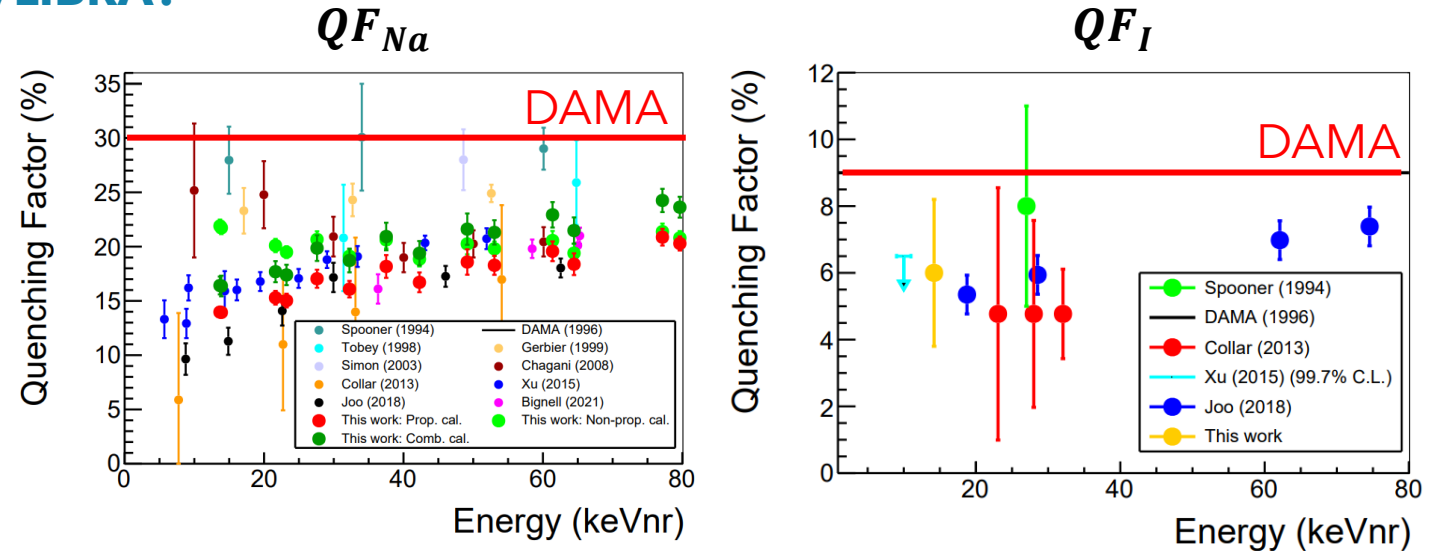 LIBRA?
QF_Na
QF_I
DAMA
Quenching Factor (%)
35
30
25
20
15
10
5
0
0 20 40 60 80
Energy (keVnr)
Spooner (1994)
DAMA (1996)
Tobey (1998)
Gerbier (1999)
Simon (2003)
Chagani (2008)
Collar (2013)
Xu (2015)
Joo (2018)
Bignell (2021)
This work: Prop. cal.
This work: Non-prop. cal.
This work: Comb. cal.
DAMA
Quenching Factor (%)
12
10
8
6
4
2
0
20 40 60 80
Energy (keVnr)
Spooner (1994)
DAMA (1996)
Collar (2013)
Xu (2015) (99.7% C.L.)
Joo (2018)
This work